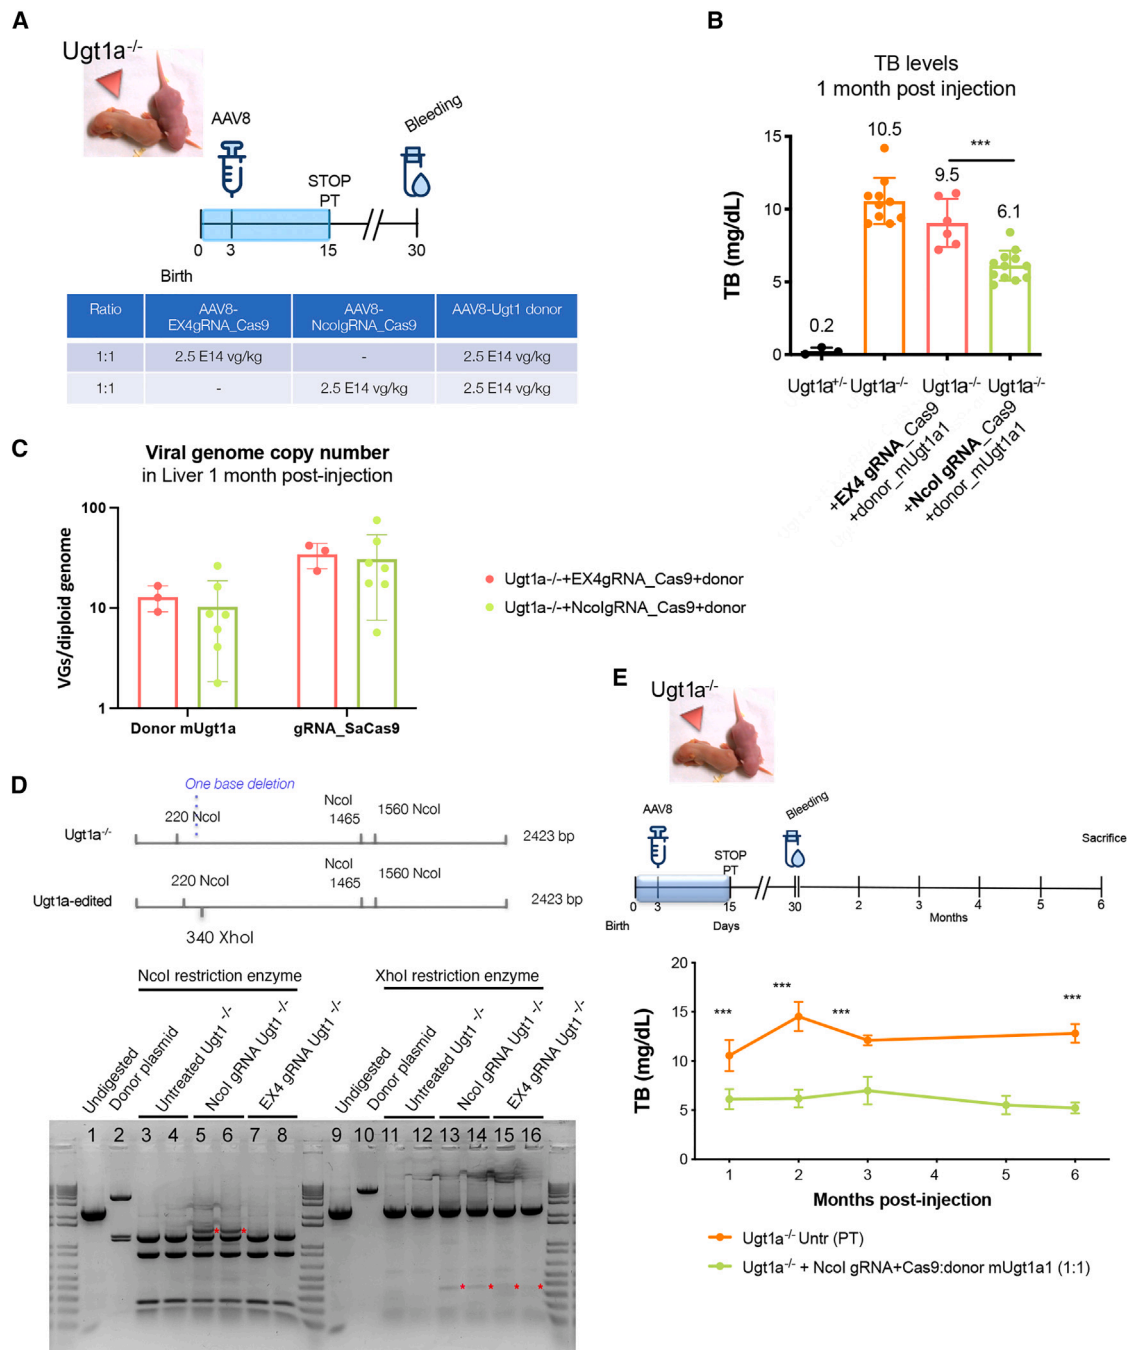 A
Ugt1a-/-
AAV8
Bleeding
STOP
PT
0
3
15
30
Birth
Ratio
AAV8-
EX4gRNA_Cas9
AAV8-
NcoIgRNA_Cas9
AAV8-Ugt1 donor
1:1
2.5 E14 vg/kg
-
2.5 E14 vg/kg
1:1
-
2.5 E14 vg/kg
2.5 E14 vg/kg
B
TB levels
1 month post injection
TB (mg/dL)
15
10
5
0
0.2
10.5
9.5
***
6.1
Ugt1a+/-
Ugt1a-/-
Ugt1a-/-
+EX4 gRNA_Cas9
+donor_mUgt1a1
Ugt1a-/-
+NcoI gRNA_Cas9
+donor_mUgt1a1
C
Viral genome copy number
in Liver 1 month post-injection
VGs/diploid genome
100
10
1
Donor mUgt1a
gRNA_SaCas9
Ugt1a-/-+EX4gRNA_Cas9+donor
Ugt1a-/-+NcoIgRNA_Cas9+donor
D
One base deletion
Ugt1a-/-
220 NcoI
NcoI
1465
1560 NcoI
2423 bp
Ugt1a-edited
220 NcoI
NcoI
1465
1560 NcoI
2423 bp
340 XhoI
NcoI restriction enzyme
XhoI restriction enzyme
Undigested
Donor plasmid
Untreated Ugt1 -/-
NcoI gRNA Ugt1 -/-
EX4 gRNA Ugt1 -/-
Undigested
Donor plasmid
Untreated Ugt1 -/-
NcoI gRNA Ugt1 -/-
EX4 gRNA Ugt1 -/-
1 2 3 4 5 6 7 8 9 10 11 12 13 14 15 16
* *
* * * *
E
Ugt1a-/-
AAV8
Bleeding
STOP
PT
Sacrifice
0 3 15 30 2 3 4 5 6
Birth
Days
Months
TB (mg/dL)
20
15
10
5
0
***
***
***
***
1 2 3 4 5 6
Months post-injection
Ugt1a-/- Untr (PT)
Ugt1a-/- + NcoI gRNA+Cas9:donor mUgt1a1 (1:1)